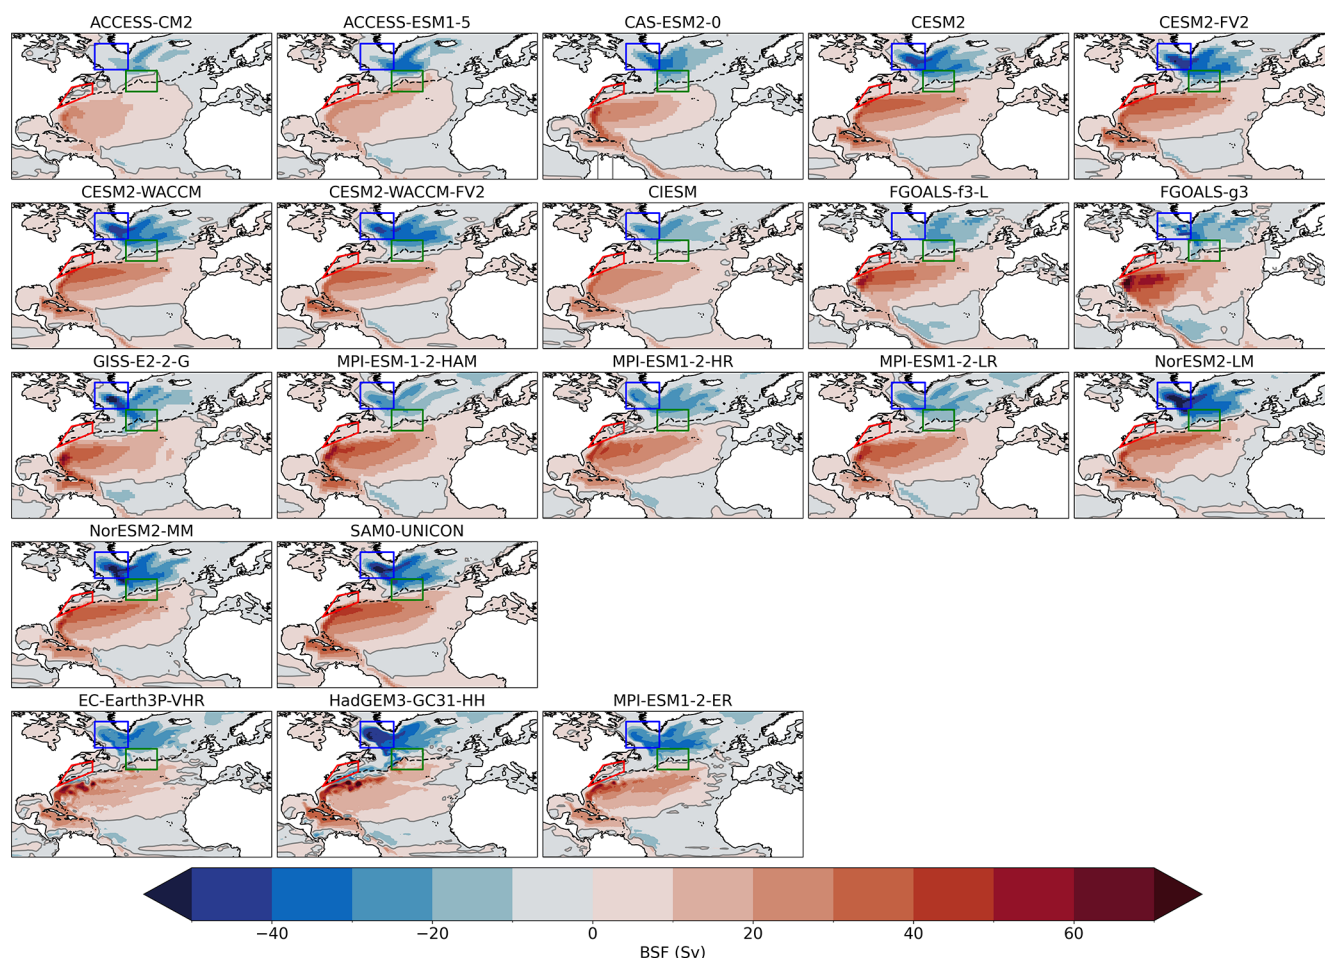 ACCESS-CM2 ACCESS-ESM1-5 CAS-ESM2-0 CESM2 CESM2-FV2
CESM2-WACCM CESM2-WACCM-FV2 CIESM FGOALS-f3-L FGOALS-g3
GISS-E2-2-G MPI-ESM-1-2-HAM MPI-ESM1-2-HR MPI-ESM1-2-LR NorESM2-LM
NorESM2-MM SAM0-UNICON
EC-Earth3P-VHR HadGEM3-GC31-HH MPI-ESM1-2-ER
−40 −20 0 20 40 60
BSF (Sv)